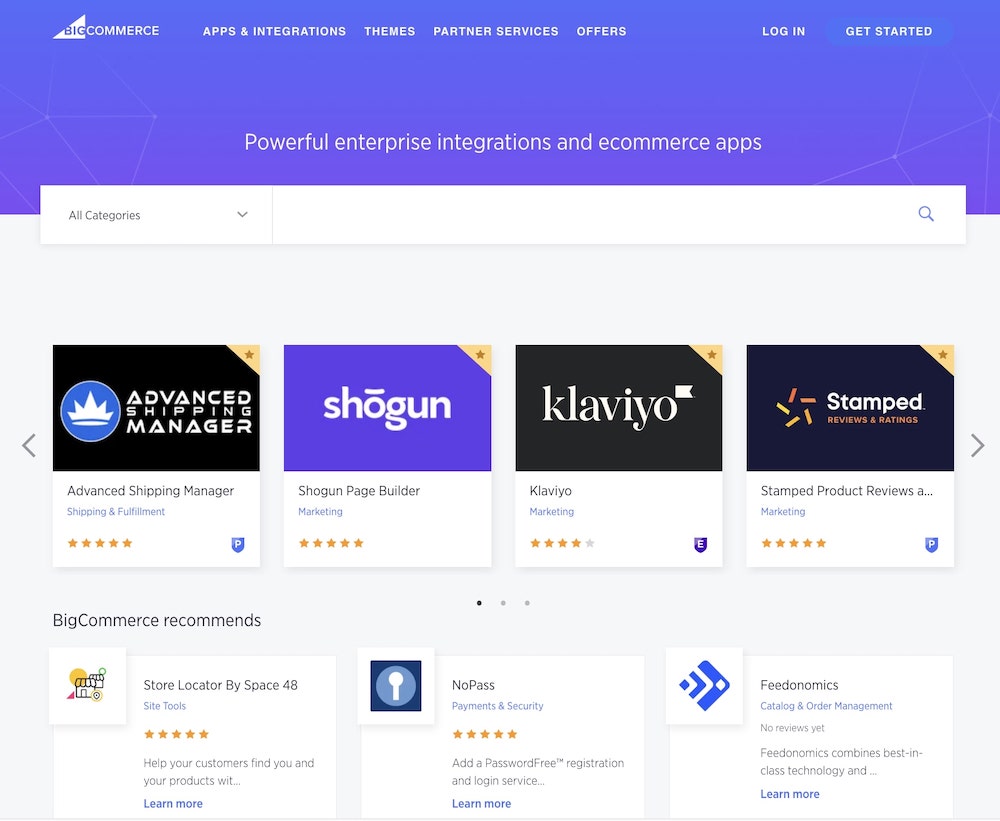 BIGCOMMERCE
APPS & INTEGRATIONS THEMES PARTNER SERVICES OFFERS LOG IN GET STARTED
Powerful enterprise integrations and ecommerce apps
All Categories
ADVANCED
SHIPPING
MANAGER
Advanced Shipping Manager
Shipping & Fulfillment
P
shōgun
Shogun Page Builder
Marketing
klaviyo
Klaviyo
Marketing
E
Stamped.
REVIEWS & RATINGS
Stamped Product Reviews a...
Marketing
P
BigCommerce recommends
Store Locator By Space 48
Site Tools
Help your customers find you and
your products wit...
Learn more
NoPass
Payments & Security
Add a PasswordFree™ registration
and login service...
Learn more
Feedonomics
Catalog & Order Management
No reviews yet
Feedonomics combines best-in-
class technology and ...
Learn more